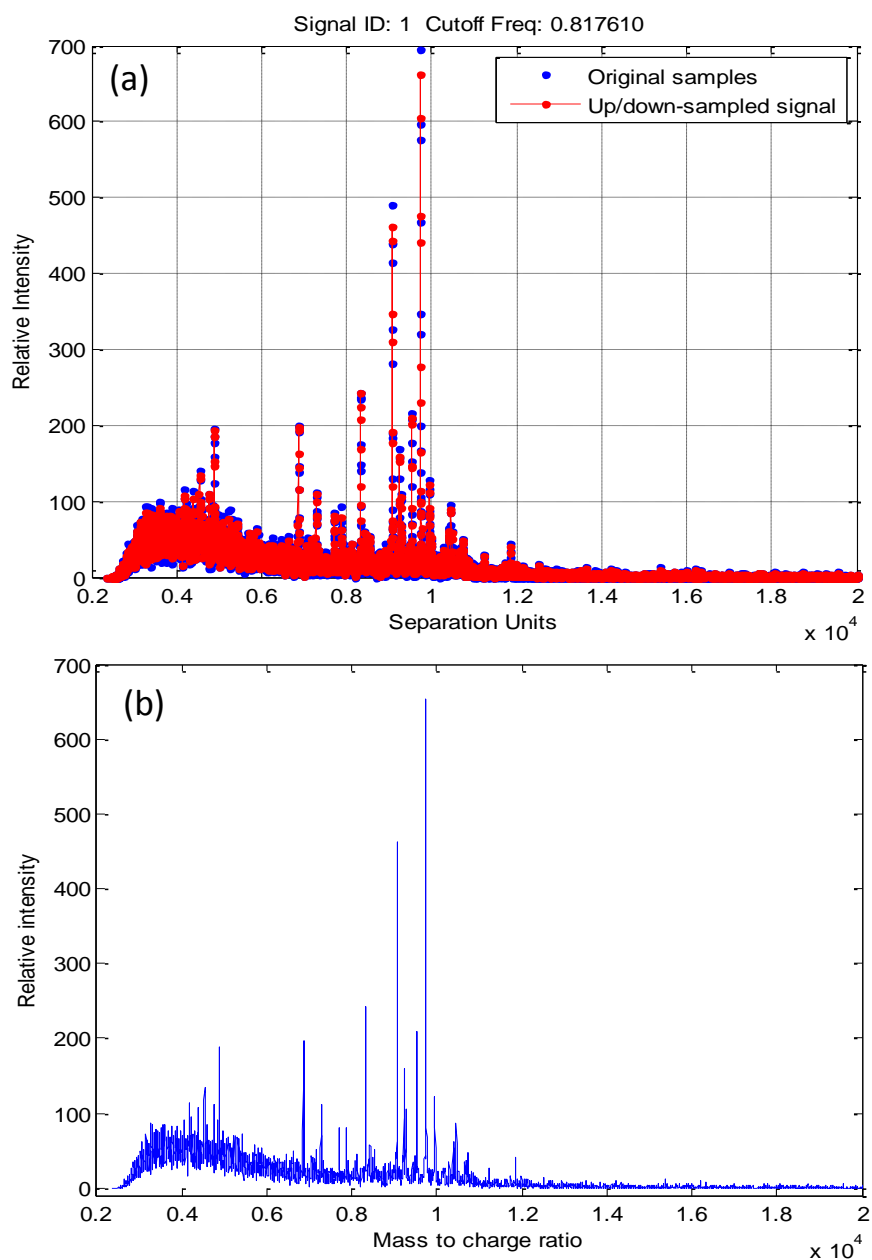 Signal ID: 1 Cutoff Freq: 0.817610
(a)
Original samples
Up/down-sampled signal
700
600
500
400
300
200
100
0
Relative Intensity
0.2 0.4 0.6 0.8 1 1.2 1.4 1.6 1.8 2
Separation Units
x 10^4
(b)
700
600
500
400
300
200
100
0
Relative intensity
0.2 0.4 0.6 0.8 1 1.2 1.4 1.6 1.8 2
Mass to charge ratio
x 10^4